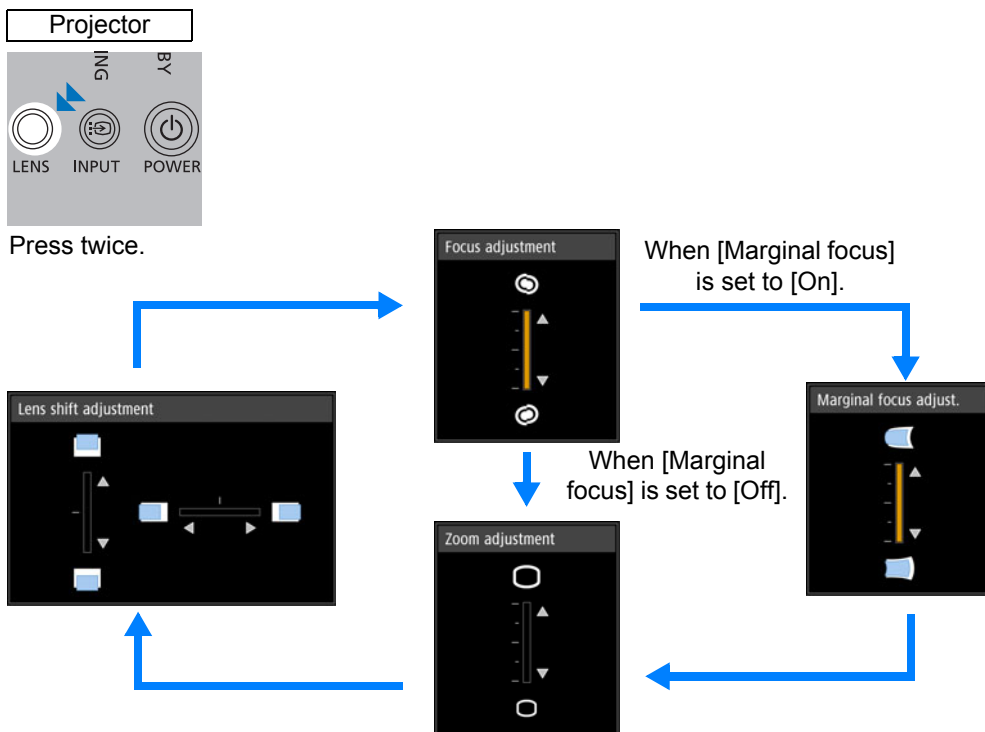 Projector
ING
BY
LENS
INPUT
POWER
Press twice.
Focus adjustment
When [Marginal focus]
is set to [On].
Lens shift adjustment
Marginal focus adjust.
When [Marginal
focus] is set to [Off].
Zoom adjustment